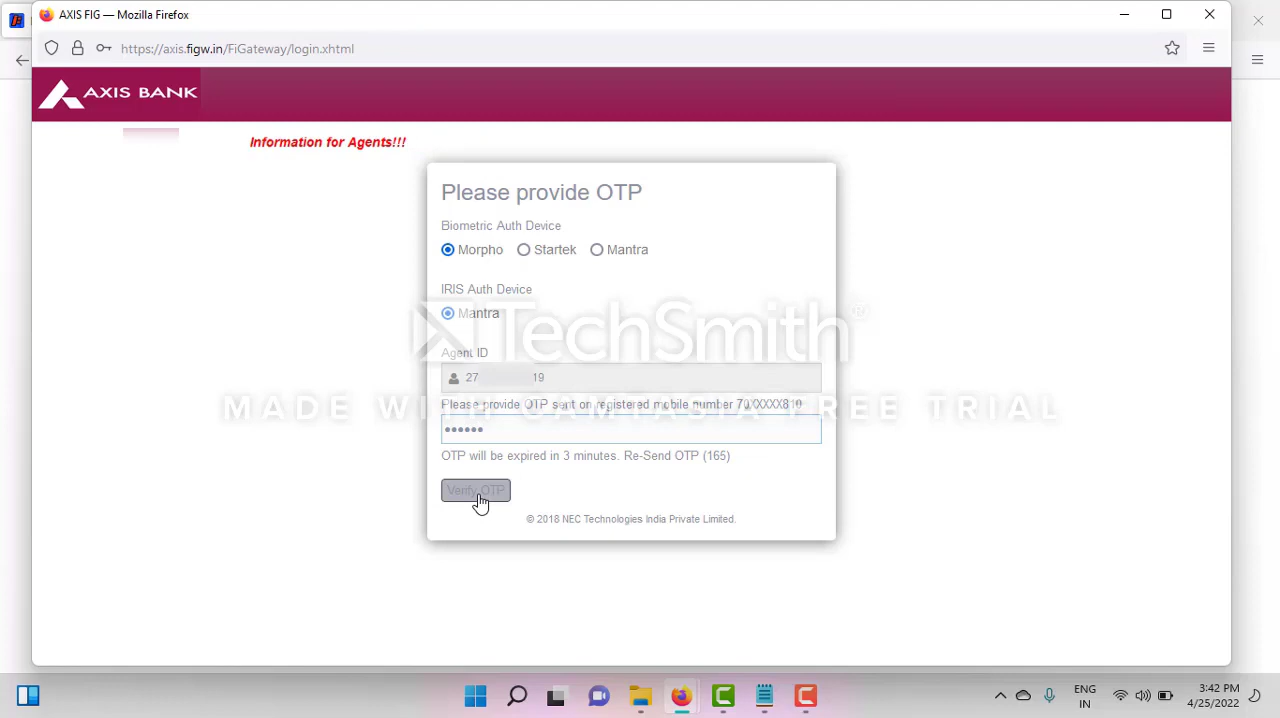 AXIS FIG — Mozilla Firefox
https://axis.figw.in/FiGateway/login.xhtml
AXIS BANK
Information for Agents!!!
Please provide OTP
Biometric Auth Device
Morpho Startek Mantra
IRIS Auth Device
Mantra
TechSmith®
Agent ID
27 19
MADE WITH CAMTASIA FREE TRIAL
Please provide OTP sent on registered mobile number 70XXXXX810
••••••
OTP will be expired in 3 minutes. Re-Send OTP (165)
Verify OTP
© 2018 NEC Technologies India Private Limited.
ENG
IN
3:42 PM
4/25/2022